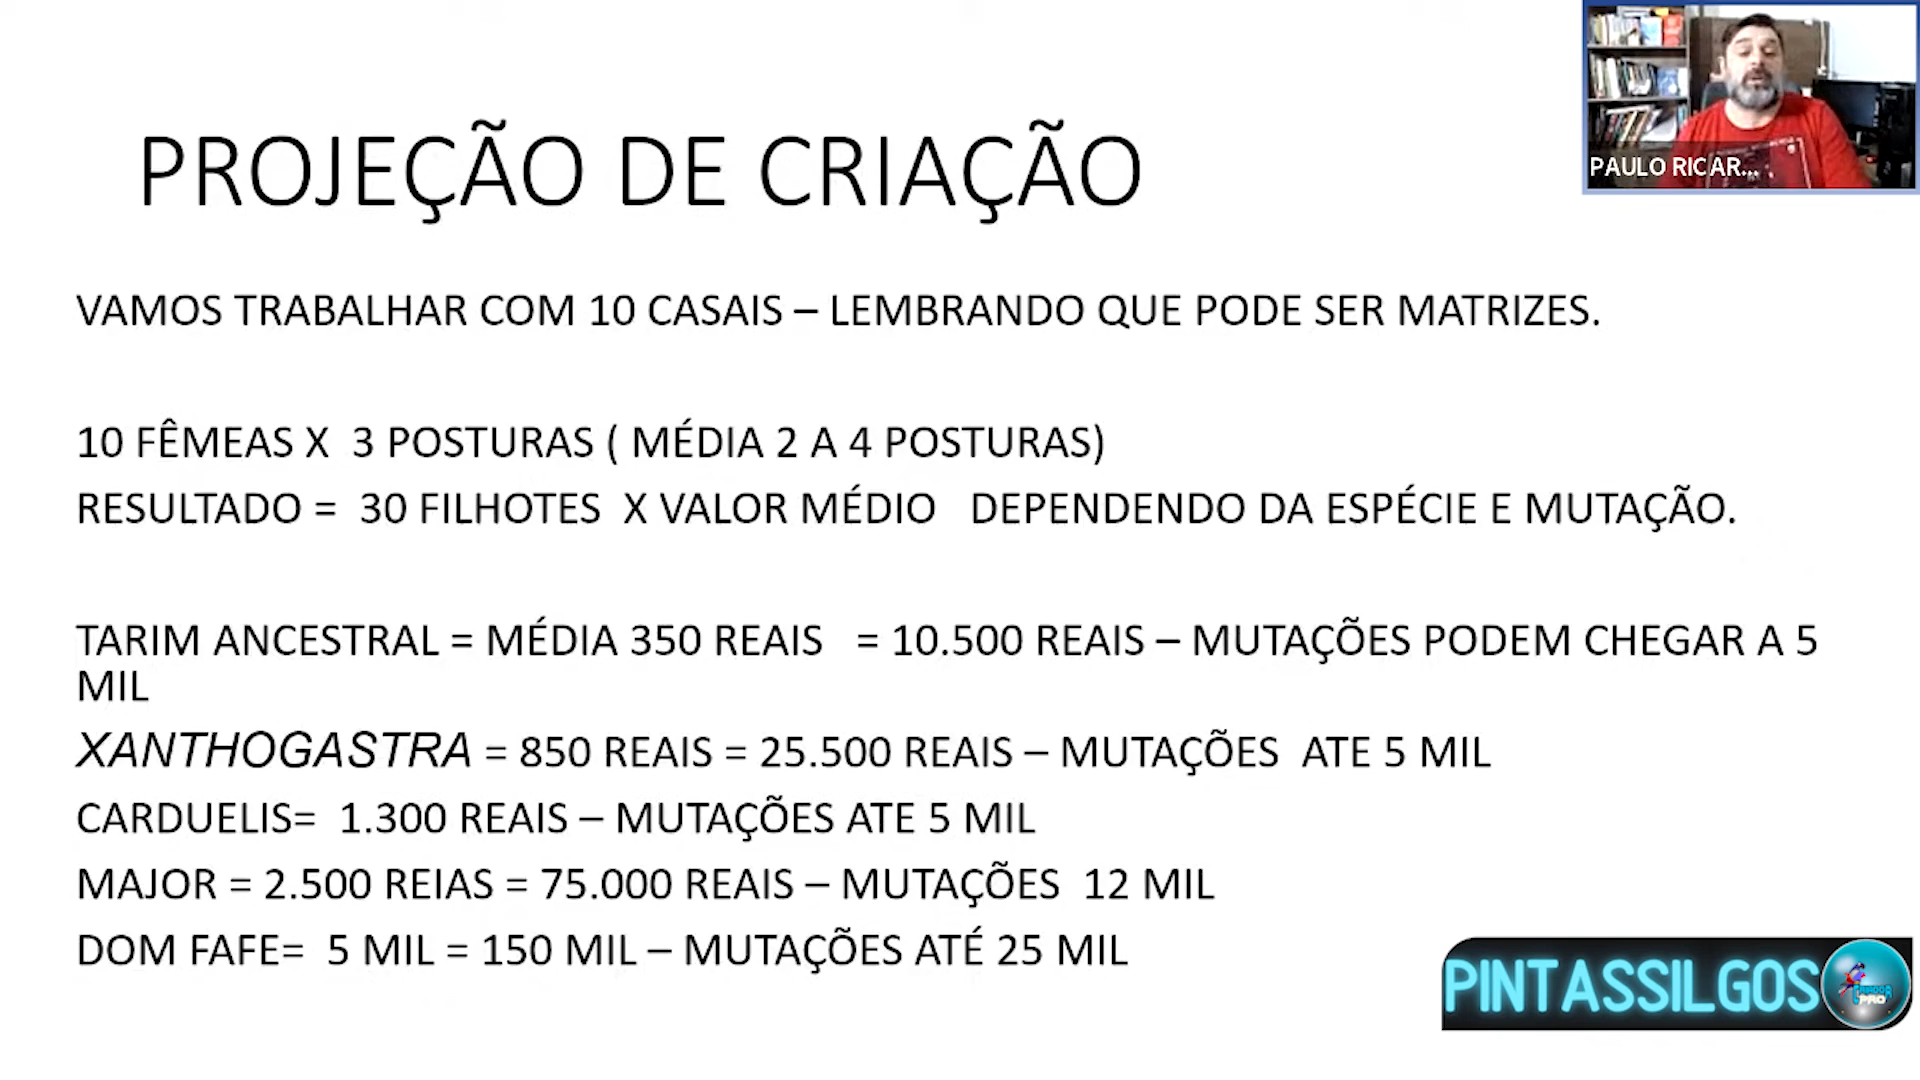 PAULO RICAR...
PROJEÇÃO DE CRIAÇÃO
VAMOS TRABALHAR COM 10 CASAIS – LEMBRANDO QUE PODE SER MATRIZES.
10 FÊMEAS X 3 POSTURAS ( MÉDIA 2 A 4 POSTURAS)
RESULTADO = 30 FILHOTES X VALOR MÉDIO DEPENDENDO DA ESPÉCIE E MUTAÇÃO.
TARIM ANCESTRAL = MÉDIA 350 REAIS = 10.500 REAIS – MUTAÇÕES PODEM CHEGAR A 5
MIL
XANTHOGASTRA = 850 REAIS = 25.500 REAIS – MUTAÇÕES ATE 5 MIL
CARDUELIS= 1.300 REAIS – MUTAÇÕES ATE 5 MIL
MAJOR = 2.500 REIAS = 75.000 REAIS – MUTAÇÕES 12 MIL
DOM FAFE= 5 MIL = 150 MIL – MUTAÇÕES ATÉ 25 MIL
PINTASSILGOS
CRIADOR
PRO